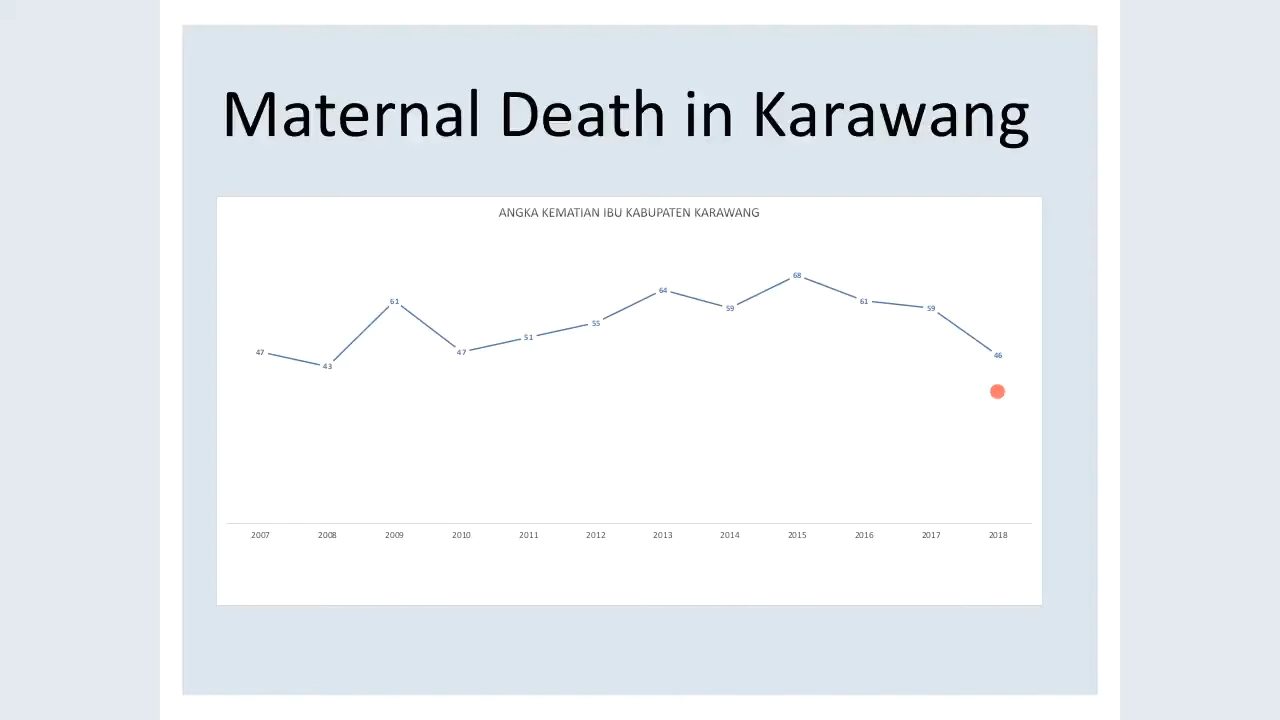 Maternal Death in Karawang
ANGKA KEMATIAN IBU KABUPATEN KARAWANG
47 43 61 47 51 55 64 59 68 61 59 46
2007 2008 2009 2010 2011 2012 2013 2014 2015 2016 2017 2018